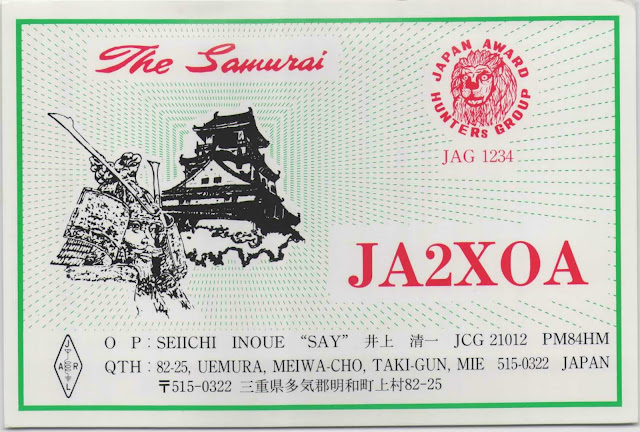 The Samurai
JAPAN AWARD
HUNTERS GROUP
JAG 1234
JA2XOA
O P : SEIICHI INOUE “SAY” 井上 清一 JCG 21012 PM84HM
QTH : 82-25, UEMURA, MEIWA-CHO, TAKI-GUN, MIE 515-0322 JAPAN
〒515-0322 三重県多気郡明和町上村82-25
J
A R
L